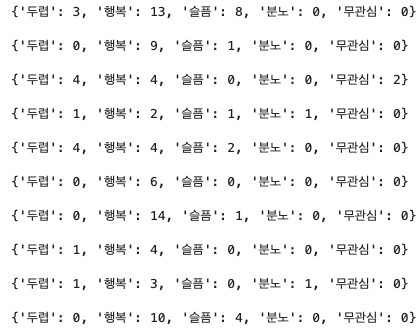 {'두렵': 3, '행복': 13, '슬픔': 8, '분노': 0, '무관심': 0}
{'두렵': 0, '행복': 9, '슬픔': 1, '분노': 0, '무관심': 0}
{'두렵': 4, '행복': 4, '슬픔': 0, '분노': 0, '무관심': 2}
{'두렵': 1, '행복': 2, '슬픔': 1, '분노': 1, '무관심': 0}
{'두렵': 4, '행복': 4, '슬픔': 2, '분노': 0, '무관심': 0}
{'두렵': 0, '행복': 6, '슬픔': 0, '분노': 0, '무관심': 0}
{'두렵': 0, '행복': 14, '슬픔': 1, '분노': 0, '무관심': 0}
{'두렵': 1, '행복': 4, '슬픔': 0, '분노': 0, '무관심': 0}
{'두렵': 1, '행복': 3, '슬픔': 0, '분노': 1, '무관심': 0}
{'두렵': 0, '행복': 10, '슬픔': 4, '분노': 0, '무관심': 0}